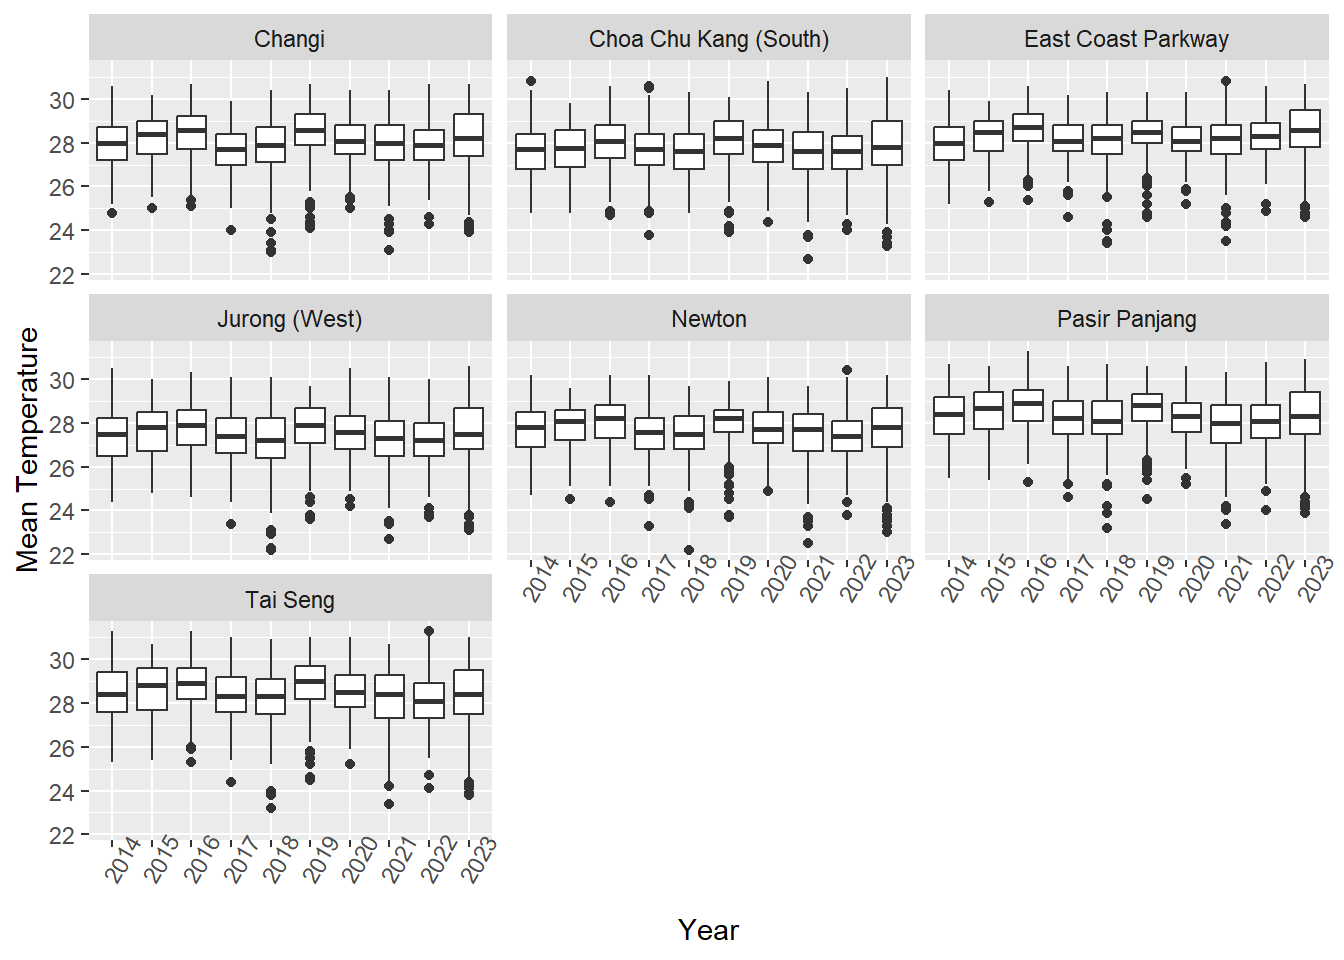 Changi
Choa Chu Kang (South)
East Coast Parkway
30
28
26
24
22
Jurong (West)
Newton
Pasir Panjang
30
28
26
24
22
2014 2015 2016 2017 2018 2019 2020 2021 2022 2023
2014 2015 2016 2017 2018 2019 2020 2021 2022 2023
Tai Seng
30
28
26
24
22
2014 2015 2016 2017 2018 2019 2020 2021 2022 2023
Mean Temperature
Year